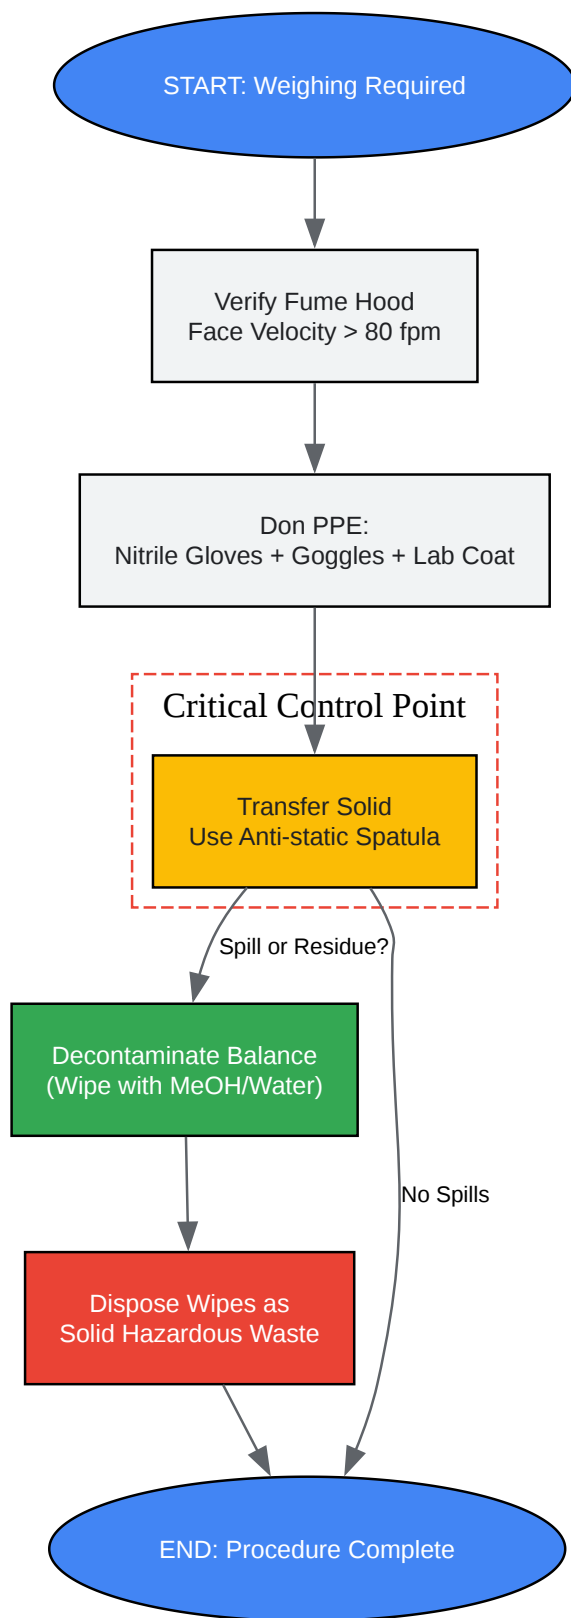 START: Weighing Required
Verify Fume Hood
Face Velocity > 80 fpm
Don PPE:
Nitrile Gloves + Goggles + Lab Coat
Critical Control Point
Transfer Solid
Use Anti-static Spatula
Spill or Residue?
Decontaminate Balance
(Wipe with MeOH/Water)
No Spills
Dispose Wipes as
Solid Hazardous Waste
END: Procedure Complete